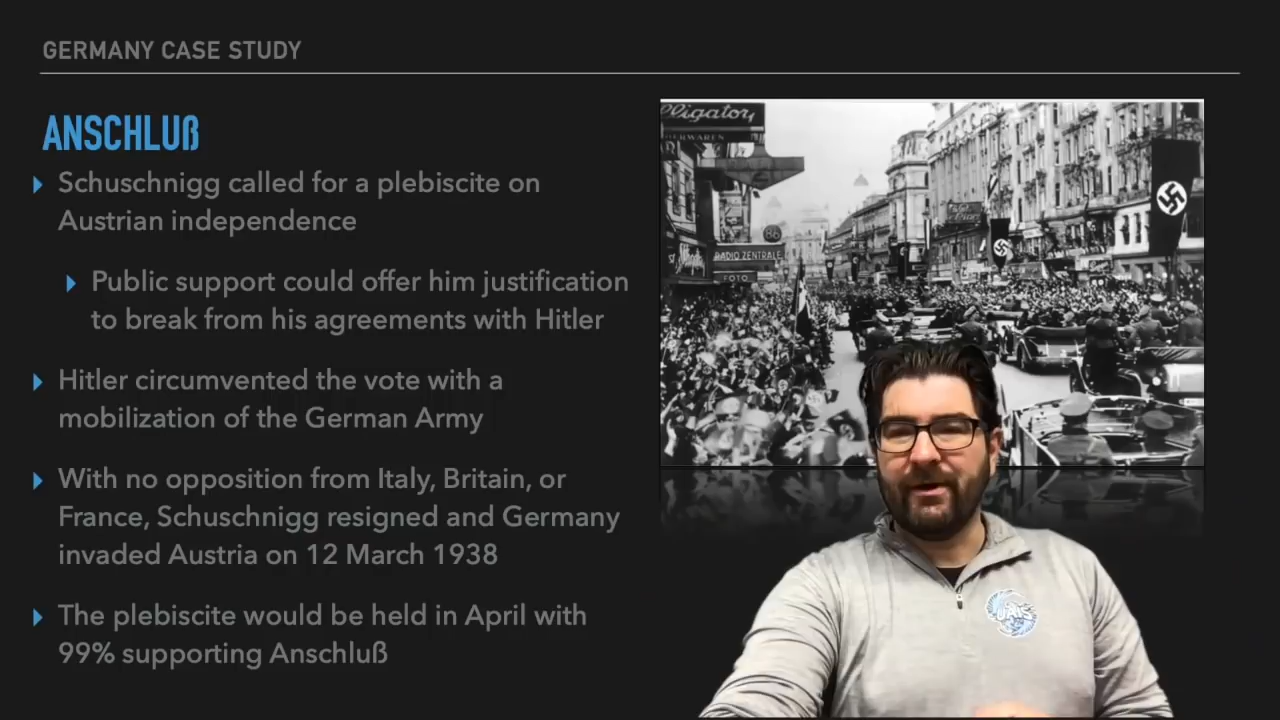 GERMANY CASE STUDY
ANSCHLUß
Schuschnigg called for a plebiscite on
Austrian independence
Public support could offer him justification
to break from his agreements with Hitler
Hitler circumvented the vote with a
mobilization of the German Army
With no opposition from Italy, Britain, or
France, Schuschnigg resigned and Germany
invaded Austria on 12 March 1938
The plebiscite would be held in April with
99% supporting Anschluß
lligator
ERWAREN
86
RADIO ZENTRALE
FOTO